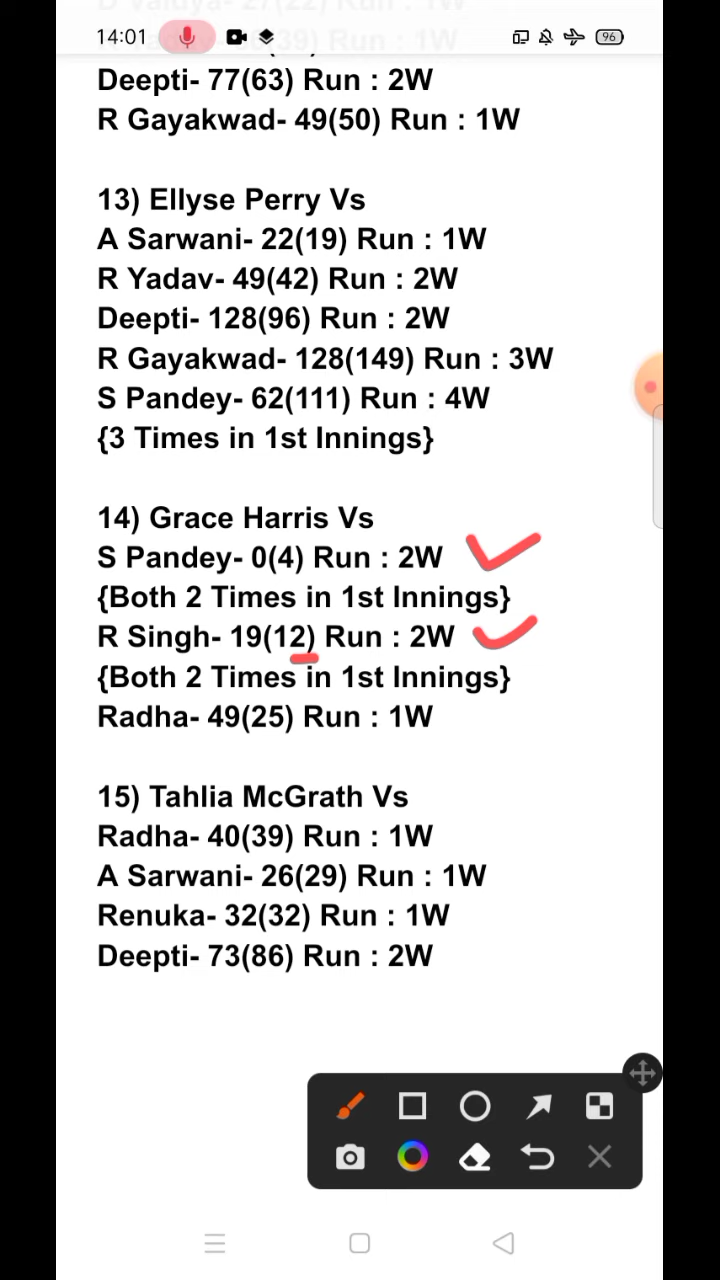 14:01
96
Deepti- 77(63) Run : 2W
R Gayakwad- 49(50) Run : 1W
13) Ellyse Perry Vs
A Sarwani- 22(19) Run : 1W
R Yadav- 49(42) Run : 2W
Deepti- 128(96) Run : 2W
R Gayakwad- 128(149) Run : 3W
S Pandey- 62(111) Run : 4W
{3 Times in 1st Innings}
14) Grace Harris Vs
S Pandey- 0(4) Run : 2W
{Both 2 Times in 1st Innings}
R Singh- 19(12) Run : 2W
{Both 2 Times in 1st Innings}
Radha- 49(25) Run : 1W
15) Tahlia McGrath Vs
Radha- 40(39) Run : 1W
A Sarwani- 26(29) Run : 1W
Renuka- 32(32) Run : 1W
Deepti- 73(86) Run : 2W